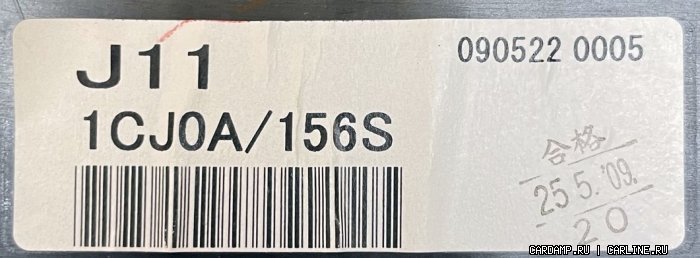 J11
090522 0005
1CJ0A/156S
合格
25.5.'09.
20
CARDAMP.RU | CARLINE.RU